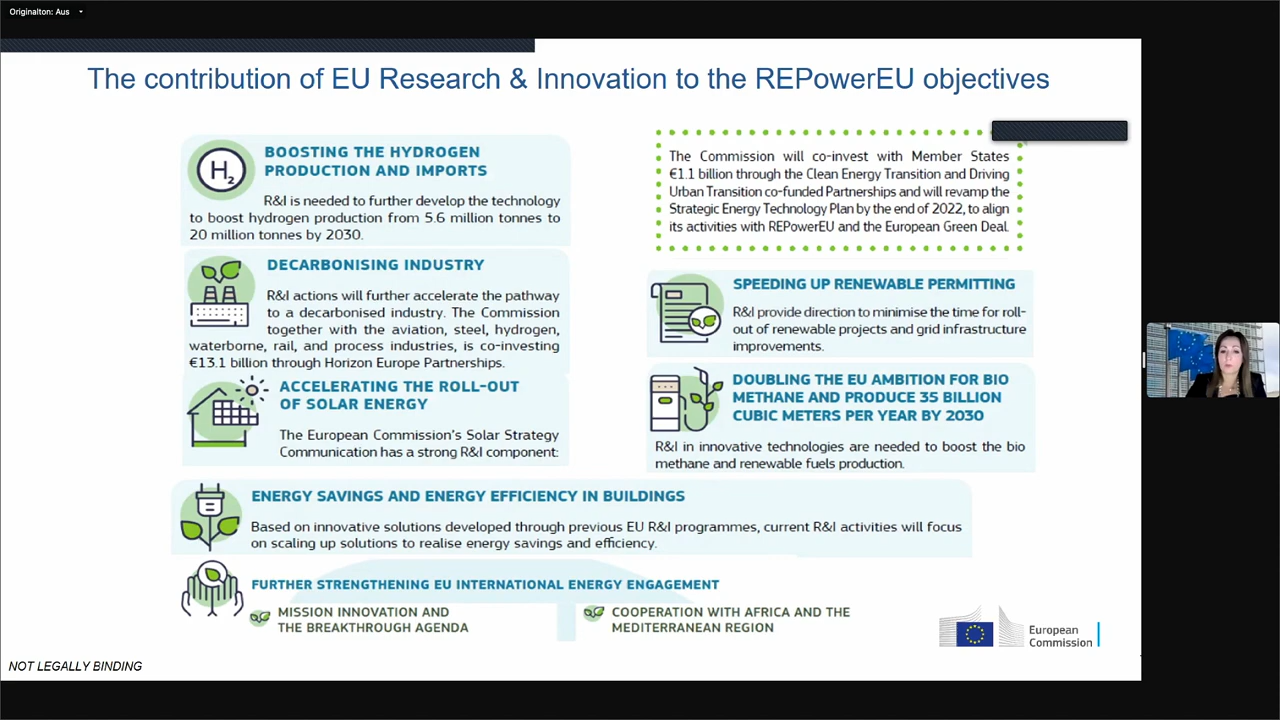 Originalton: Aus
The contribution of EU Research & Innovation to the REPowerEU objectives
BOOSTING THE HYDROGEN
PRODUCTION AND IMPORTS
H2
R&I is needed to further develop the technology
to boost hydrogen production from 5.6 million tonnes to
20 million tonnes by 2030.
DECARBONISING INDUSTRY
R&I actions will further accelerate the pathway
to a decarbonised industry. The Commission
together with the aviation, steel, hydrogen,
waterborne, rail, and process industries, is co-investing
€13.1 billion through Horizon Europe Partnerships.
ACCELERATING THE ROLL-OUT
OF SOLAR ENERGY
The European Commission's Solar Strategy
Communication has a strong R&I component:
The Commission will co-invest with Member States
€1.1 billion through the Clean Energy Transition and Driving
Urban Transition co-funded Partnerships and will revamp the
Strategic Energy Technology Plan by the end of 2022, to align
its activities with REPowerEU and the European Green Deal.
SPEEDING UP RENEWABLE PERMITTING
R&I provide direction to minimise the time for roll-
out of renewable projects and grid infrastructure
improvements.
DOUBLING THE EU AMBITION FOR BIO
METHANE AND PRODUCE 35 BILLION
CUBIC METERS PER YEAR BY 2030
R&I in innovative technologies are needed to boost the bio
methane and renewable fuels production.
ENERGY SAVINGS AND ENERGY EFFICIENCY IN BUILDINGS
Based on innovative solutions developed through previous EU R&I programmes, current R&I activities will focus
on scaling up solutions to realise energy savings and efficiency.
FURTHER STRENGTHENING EU INTERNATIONAL ENERGY ENGAGEMENT
MISSION INNOVATION AND
THE BREAKTHROUGH AGENDA
COOPERATION WITH AFRICA AND THE
MEDITERRANEAN REGION
European
Commission
NOT LEGALLY BINDING